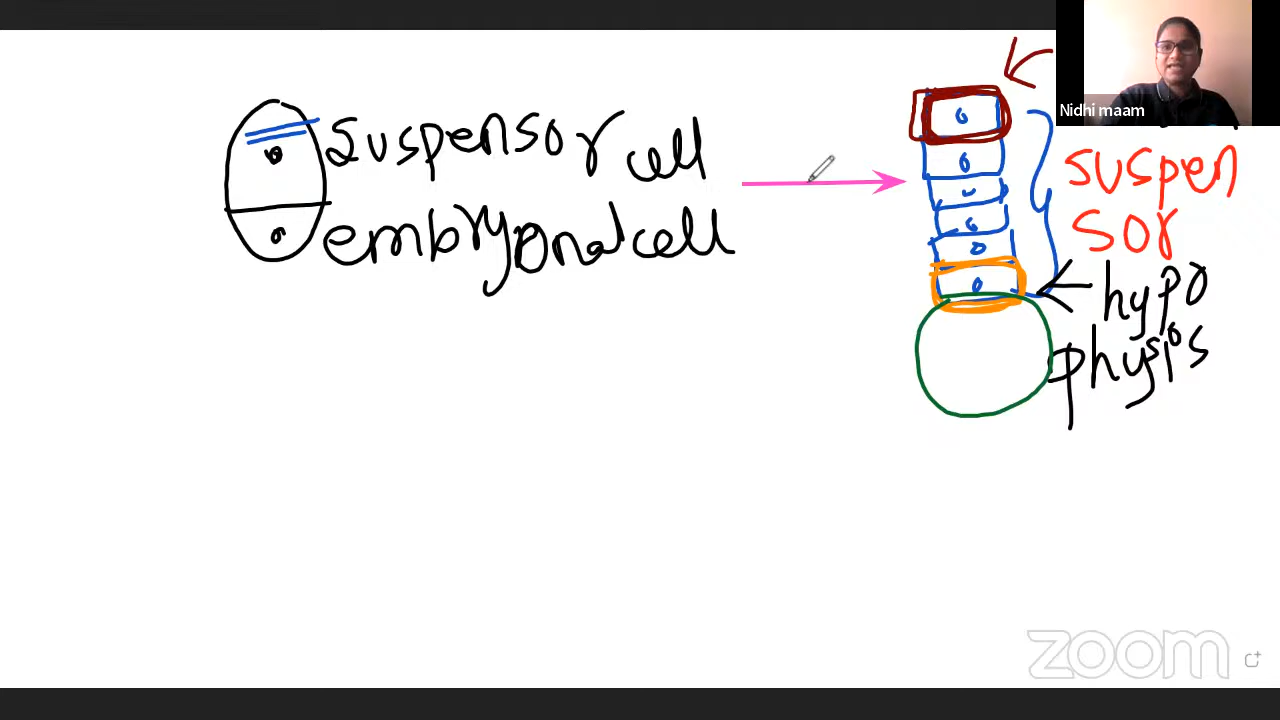 suspensor cell
embryonal cell
suspen
sor
hypo
physis
Nidhi maam
zoom